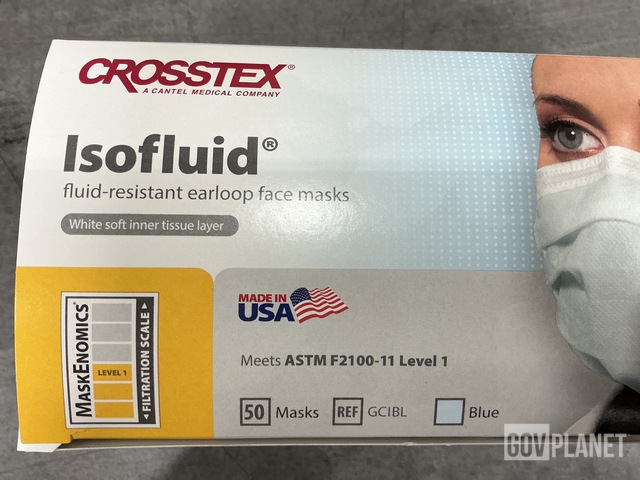 CROSSTEX®
A CANTEL MEDICAL COMPANY
Isofluid®
fluid-resistant earloop face masks
White soft inner tissue layer
MASKENOMICS®
LEVEL 1
FILTRATION SCALE
MADE IN
USA
Meets ASTM F2100-11 Level 1
50 Masks REF GCIBL Blue
GOVPLANET